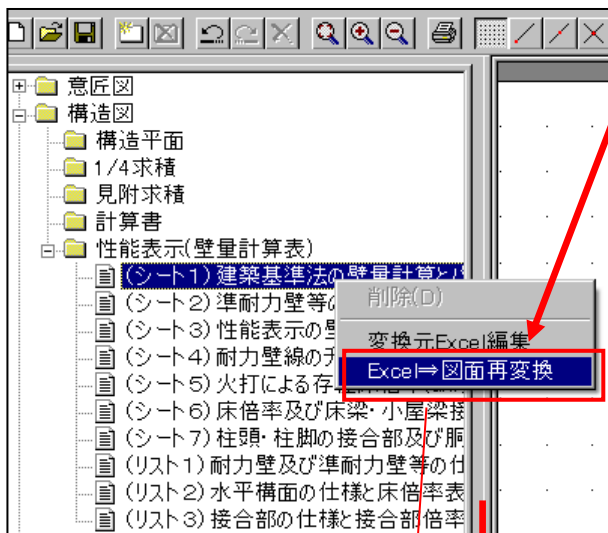 意匠図
構造図
構造平面
1/4求積
見附求積
計算書
性能表示(壁量計算表)
(シート1)建築基準法の壁量計算と
(シート2)準耐力壁等
(シート3)性能表示の
(シート4)耐力壁線の
(シート5)火打による存
(シート6)床倍率及び床梁・小屋梁接
(シート7)柱頭・柱脚の接合部及び胴
(リスト1)耐力壁及び準耐力壁等の仕
(リスト2)水平構面の仕様と床倍率表
(リスト3)接合部の仕様と接合部倍率
削除(D)
変換元Excel編集
Excel⇒図面再変換